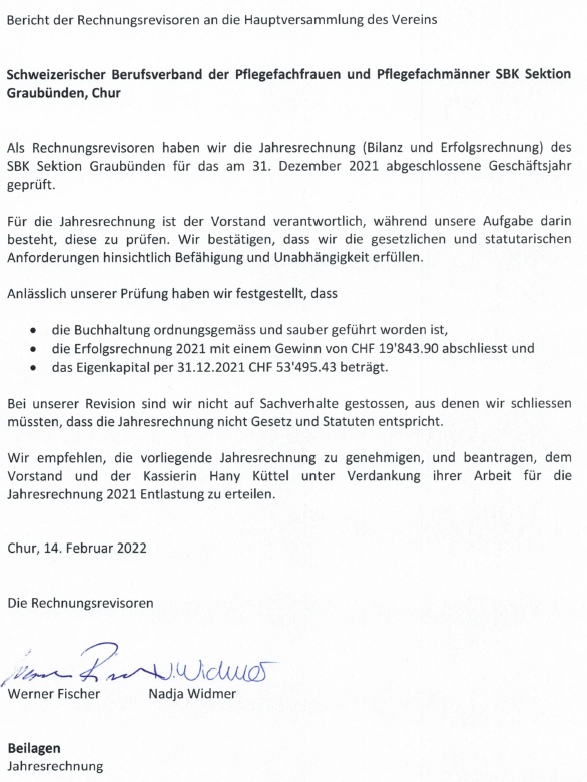 Bericht der Rechnungsrevisoren an die Hauptversammlung des Vereins
Schweizerischer Berufsverband der Pflegefachfrauen und Pflegefachmänner SBK Sektion
Graubünden, Chur
Als Rechnungsrevisoren haben wir die Jahresrechnung (Bilanz und Erfolgsrechnung) des
SBK Sektion Graubünden für das am 31. Dezember 2021 abgeschlossene Geschäftsjahr
geprüft.
Für die Jahresrechnung ist der Vorstand verantwortlich, während unsere Aufgabe darin
besteht, diese zu prüfen. Wir bestätigen, dass wir die gesetzlichen und statutarischen
Anforderungen hinsichtlich Befähigung und Unabhängigkeit erfüllen.
Anlässlich unserer Prüfung haben wir festgestellt, dass
• die Buchhaltung ordnungsgemäss und sauber geführt worden ist,
• die Erfolgsrechnung 2021 mit einem Gewinn von CHF 19'843.90 abschliesst und
• das Eigenkapital per 31.12.2021 CHF 53'495.43 beträgt.
Bei unserer Revision sind wir nicht auf Sachverhalte gestossen, aus denen wir schliessen
müssten, dass die Jahresrechnung nicht Gesetz und Statuten entspricht.
Wir empfehlen, die vorliegende Jahresrechnung zu genehmigen, und beantragen, dem
Vorstand und der Kassierin Hany Küttel unter Verdankung ihrer Arbeit für die
Jahresrechnung 2021 Entlastung zu erteilen.
Chur, 14. Februar 2022
Die Rechnungsrevisoren
N. Widmer
Werner Fischer Nadja Widmer
Beilagen
Jahresrechnung